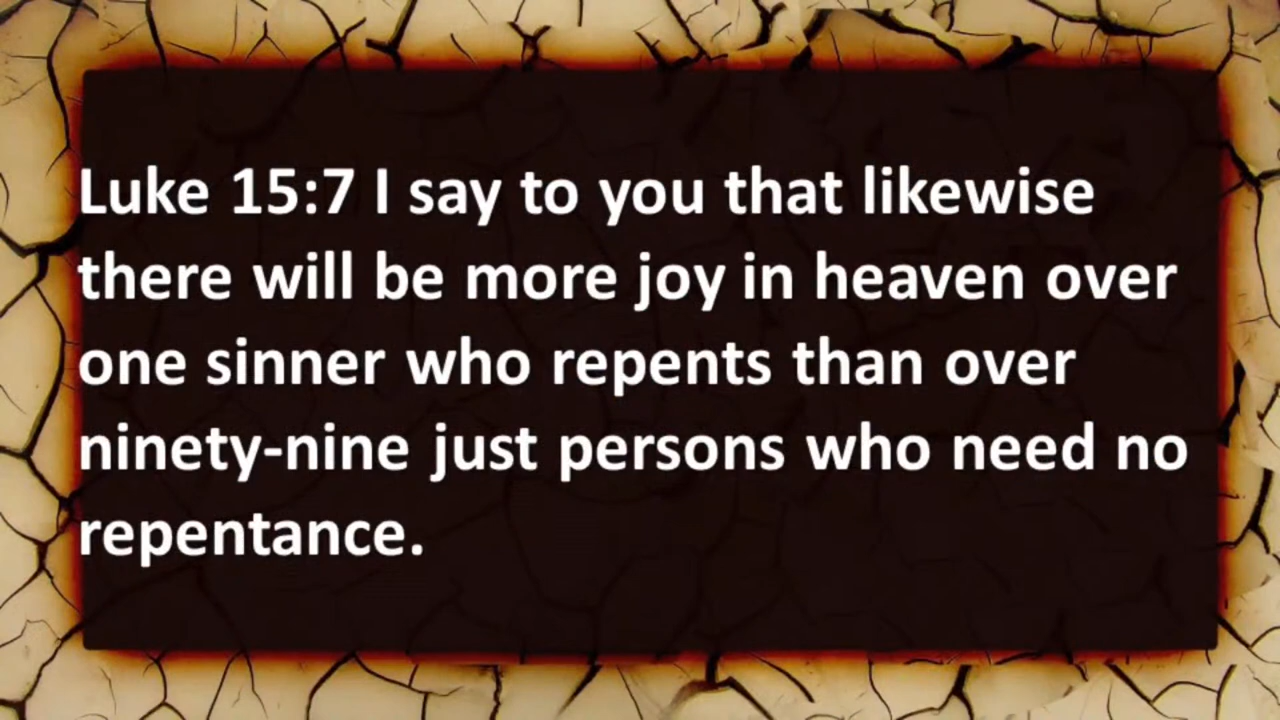 Luke 15:7 I say to you that likewise
there will be more joy in heaven over
one sinner who repents than over
ninety-nine just persons who need no
repentance.